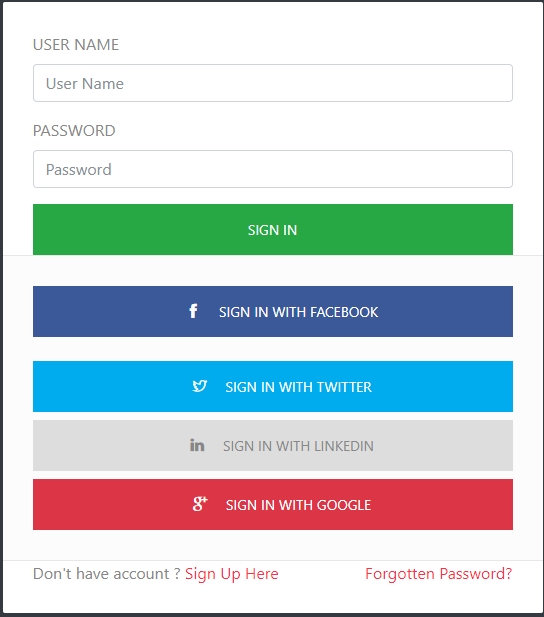 USER NAME
User Name
PASSWORD
Password
SIGN IN
SIGN IN WITH FACEBOOK
SIGN IN WITH TWITTER
SIGN IN WITH LINKEDIN
SIGN IN WITH GOOGLE
Don't have account ? Sign Up Here Forgotten Password?